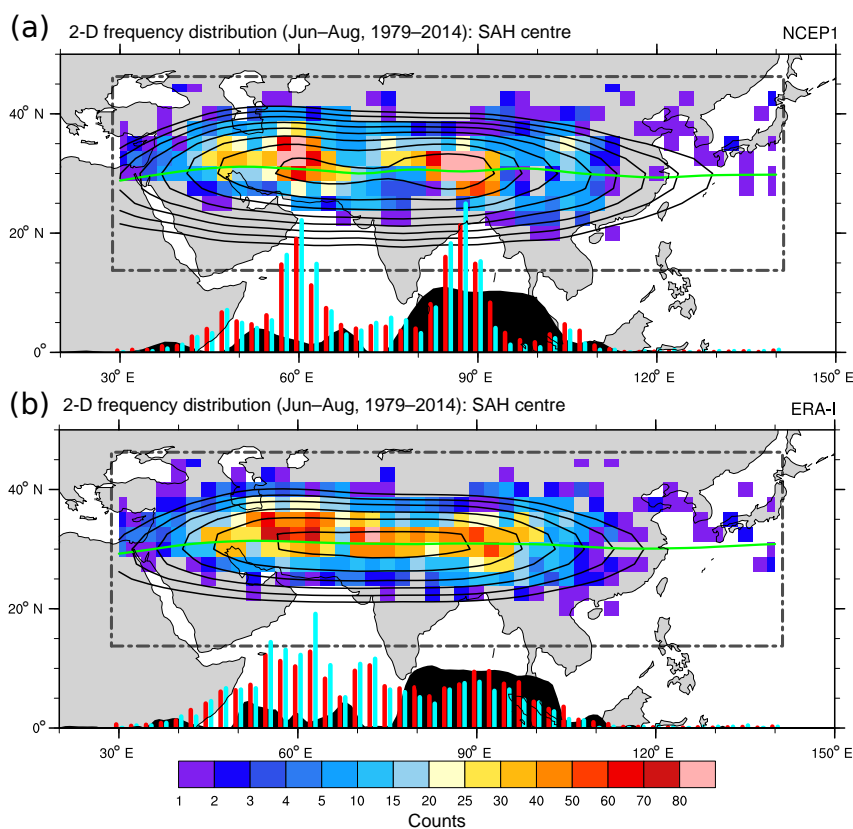 (a) 2-D frequency distribution (Jun–Aug, 1979–2014): SAH centre NCEP1
40° N
20° N
0°
30° E 60° E 90° E 120° E 150° E
(b) 2-D frequency distribution (Jun–Aug, 1979–2014): SAH centre ERA-I
40° N
20° N
0°
30° E 60° E 90° E 120° E 150° E
1 2 3 4 5 10 15 20 25 30 40 50 60 70 80
Counts